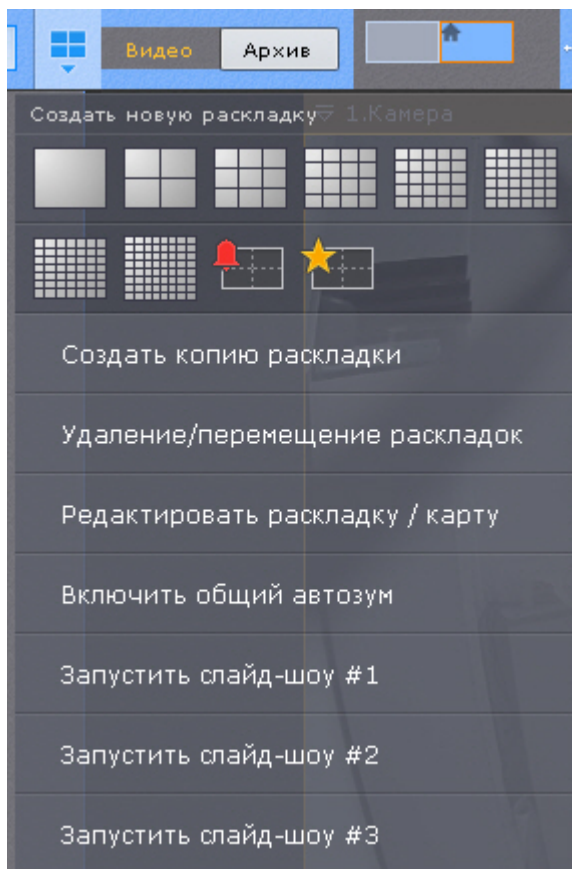 Видео Архив
Создать новую раскладку 1.Камера
Создать копию раскладки
Удаление/перемещение раскладок
Редактировать раскладку / карту
Включить общий автозум
Запустить слайд-шоу #1
Запустить слайд-шоу #2
Запустить слайд-шоу #3